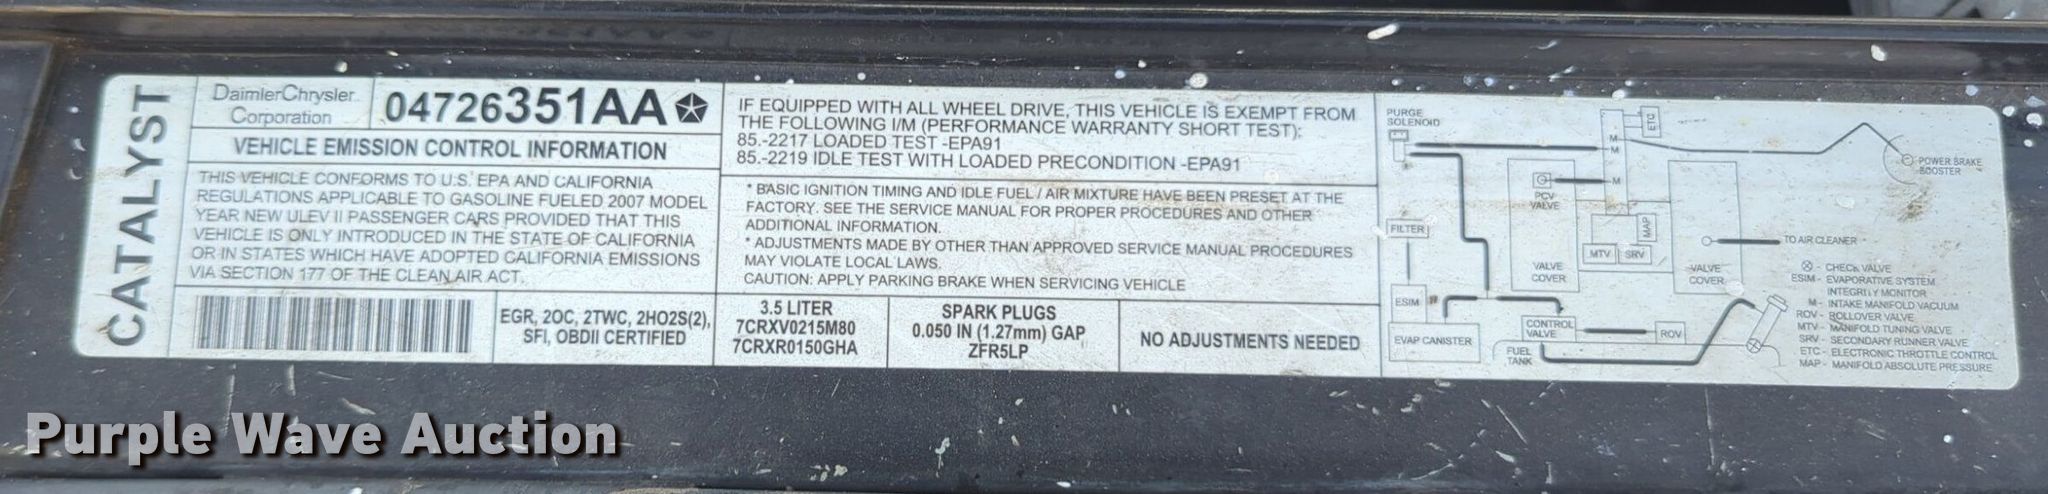 CATALYST
DaimlerChrysler
Corporation
04726351AA
VEHICLE EMISSION CONTROL INFORMATION
THIS VEHICLE CONFORMS TO U.S. EPA AND CALIFORNIA
REGULATIONS APPLICABLE TO GASOLINE FUELED 2007 MODEL
YEAR NEW ULEV II PASSENGER CARS PROVIDED THAT THIS
VEHICLE IS ONLY INTRODUCED IN THE STATE OF CALIFORNIA
OR IN STATES WHICH HAVE ADOPTED CALIFORNIA EMISSIONS
VIA SECTION 177 OF THE CLEAN AIR ACT.
EGR, 2OC, 2TWC, 2HO2S(2),
SFI, OBDII CERTIFIED
IF EQUIPPED WITH ALL WHEEL DRIVE, THIS VEHICLE IS EXEMPT FROM
THE FOLLOWING I/M (PERFORMANCE WARRANTY SHORT TEST):
85.-2217 LOADED TEST -EPA91
85.-2219 IDLE TEST WITH LOADED PRECONDITION -EPA91
* BASIC IGNITION TIMING AND IDLE FUEL / AIR MIXTURE HAVE BEEN PRESET AT THE
FACTORY. SEE THE SERVICE MANUAL FOR PROPER PROCEDURES AND OTHER
ADDITIONAL INFORMATION.
* ADJUSTMENTS MADE BY OTHER THAN APPROVED SERVICE MANUAL PROCEDURES
MAY VIOLATE LOCAL LAWS.
CAUTION: APPLY PARKING BRAKE WHEN SERVICING VEHICLE
3.5 LITER
7CRXV0215M80
7CRXR0150GHA
SPARK PLUGS
0.050 IN (1.27mm) GAP
ZFR5LP
NO ADJUSTMENTS NEEDED
PURGE
SOLENOID
ETC
M
M
M
POWER BRAKE
BOOSTER
PCV
VALVE
FILTER
MAP
MTV
SRV
TO AIR CLEANER
VALVE
COVER
VALVE
COVER
ESIM
EVAP CANISTER
CONTROL
VALVE
ROV
FUEL
TANK
- CHECK VALVE
ESIM - EVAPORATIVE SYSTEM
INTEGRITY MONITOR
M - INTAKE MANIFOLD VACUUM
ROV - ROLLOVER VALVE
MTV - MANIFOLD TUNING VALVE
SRV - SECONDARY RUNNER VALVE
ETC - ELECTRONIC THROTTLE CONTROL
MAP - MANIFOLD ABSOLUTE PRESSURE
Purple Wave Auction